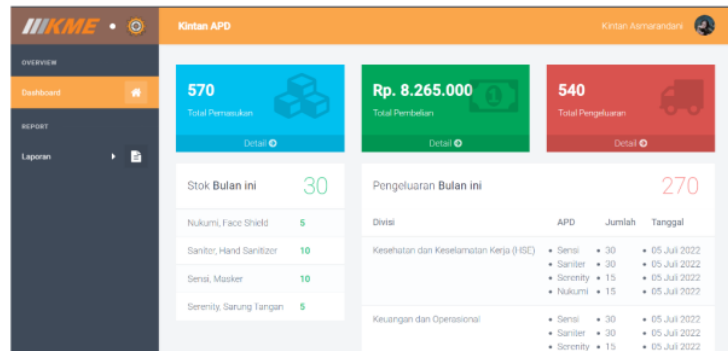 KME
Kintan APD
Kintan Asmarandani
OVERVIEW
Dashboard
REPORT
Laporan
570
Total Pemasukan
Detail
Rp. 8.265.000
Total Pembelian
Detail
540
Total Pengeluaran
Detail
Stok Bulan ini 30
Nukumi, Face Shield 5
Saniter, Hand Sanitizer 10
Sensi, Masker 10
Serenity, Sarung Tangan 5
Pengeluaran Bulan ini 270
Divisi APD Jumlah Tanggal
Kesehatan dan Keselamatan Kerja (HSE) • Sensi • 30 • 05 Juli 2022
• Saniter • 30 • 05 Juli 2022
• Serenity • 15 • 05 Juli 2022
• Nukumi • 15 • 05 Juli 2022
Keuangan dan Operasional • Sensi • 30 • 05 Juli 2022
• Saniter • 30 • 05 Juli 2022
• Serenity • 15 • 05 Juli 2022